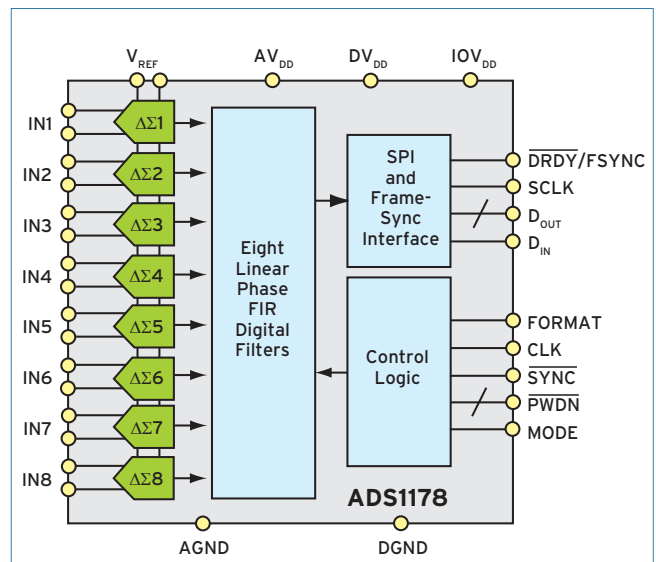 VREF AVDD DVDD IOVDD
IN1
IN2
IN3
IN4
IN5
IN6
IN7
IN8
ΔΣ1
ΔΣ2
ΔΣ3
ΔΣ4
ΔΣ5
ΔΣ6
ΔΣ7
ΔΣ8
Eight
Linear
Phase
FIR
Digital
Filters
SPI
and
Frame-
Sync
Interface
Control
Logic
DRDY/FSYNC
SCLK
DOUT
DIN
FORMAT
CLK
SYNC
PWDN
MODE
ADS1178
AGND DGND